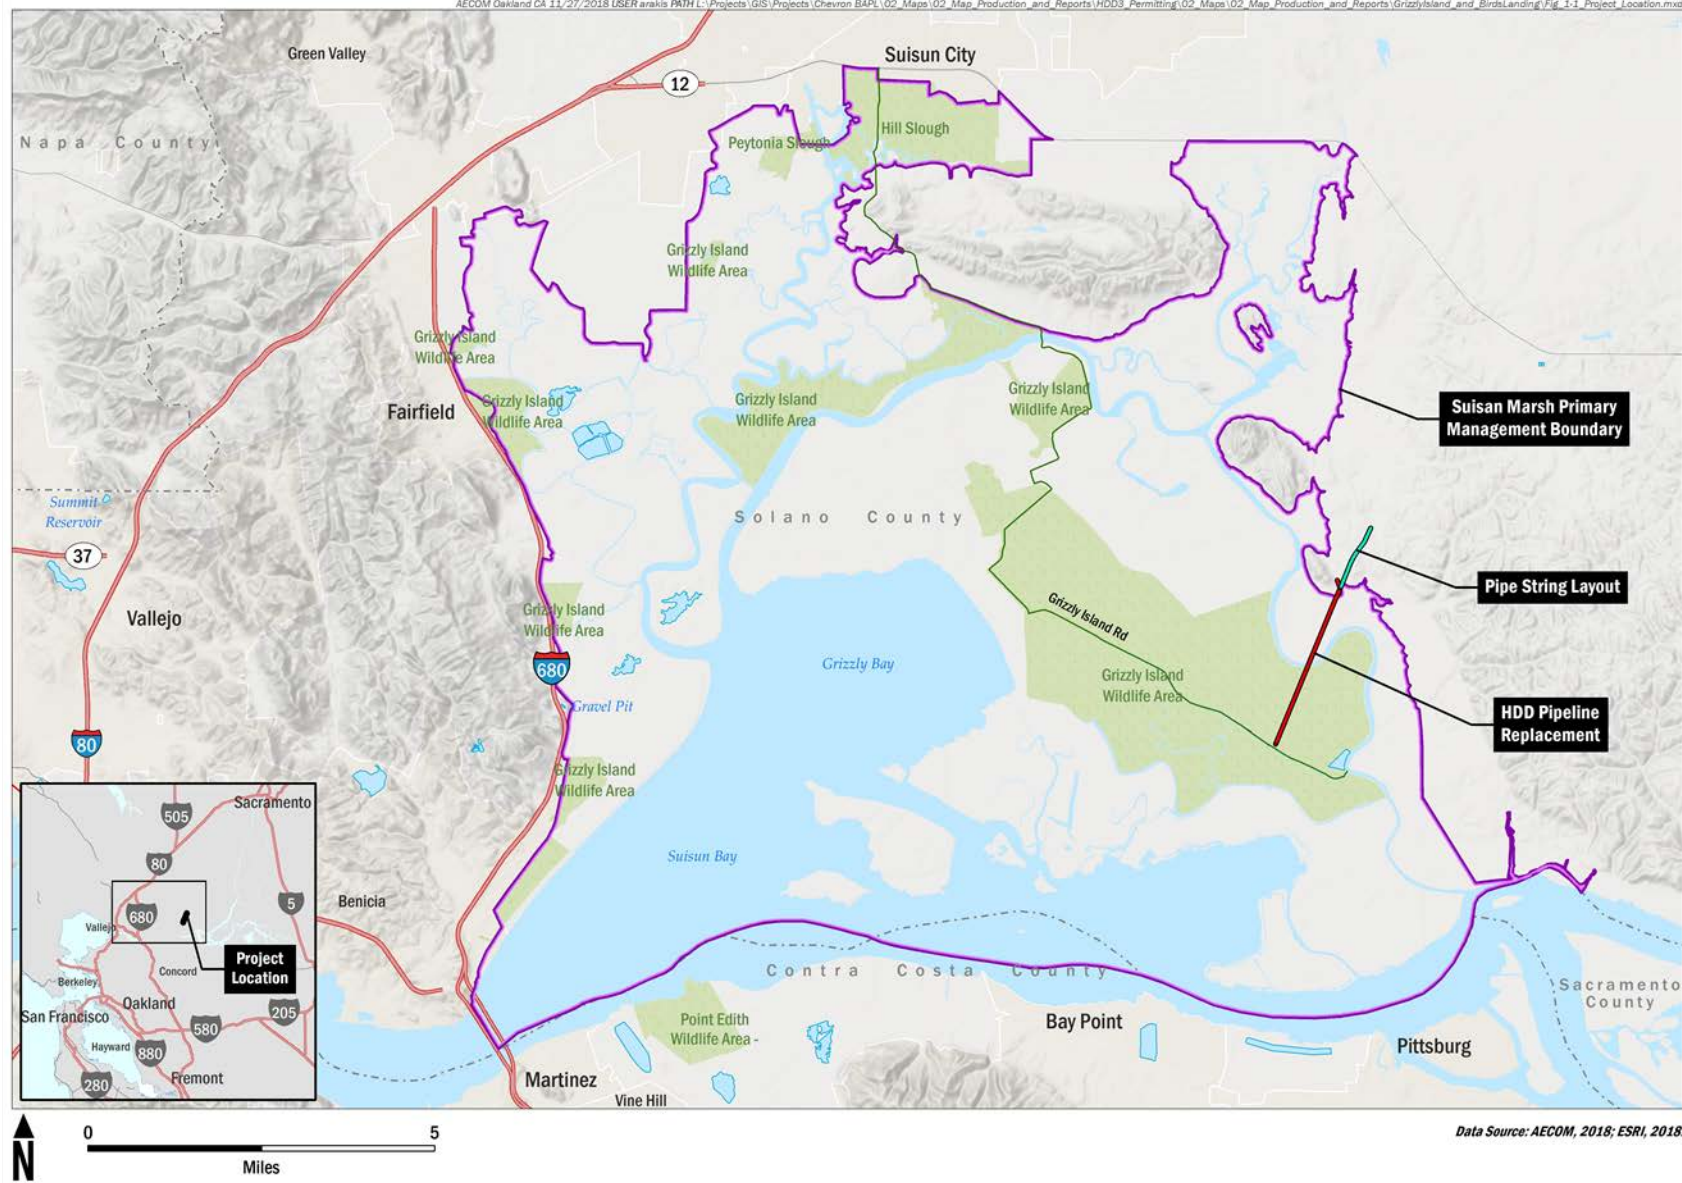 AECOM Oakland CA 11/27/2018 USER arakis PATH L:\Projects\GIS\Projects\Chevron BAPL\02_Maps\02_Map_Production_and_Reports\HDD3_Permitting\02_Maps\02_Map_Production_and_Reports\GrizzlyIsland_and_BirdsLanding\Fig_1-1_Project_Location.mxd
Green Valley
Suisun City
12
Napa County
Peytonia Slough
Hill Slough
Grizzly Island
Wildlife Area
Grizzly Island
Wildlife Area
Fairfield
Grizzly Island
Wildlife Area
Grizzly Island
Wildlife Area
Grizzly Island
Wildlife Area
Suisan Marsh Primary
Management Boundary
Summit
Reservoir
Solano County
37
Vallejo
Pipe String Layout
Grizzly Island
Wildlife Area
Grizzly Island Rd
680
Grizzly Bay
Grizzly Island
Wildlife Area
Gravel Pit
HDD Pipeline
Replacement
80
Grizzly Island
Wildlife Area
Suisun Bay
Benicia
Contra Costa County
Sacramento
County
Point Edith
Wildlife Area -
Bay Point
Pittsburg
Martinez
Vine Hill
Sacramento
505
80
5
680
Vallejo
Project
Location
Concord
Berkeley
Oakland
San Francisco
205
580
Hayward
880
Fremont
280
N
0
5
Miles
Data Source: AECOM, 2018; ESRI, 2018.